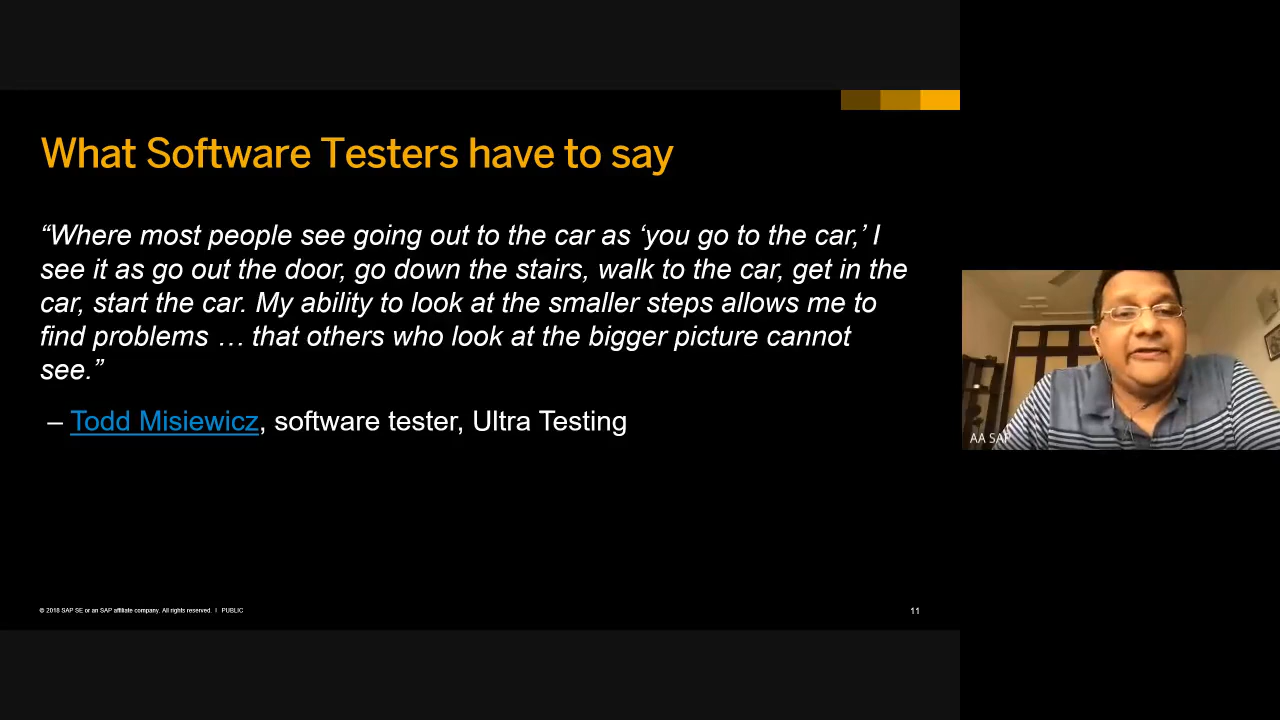 What Software Testers have to say
“Where most people see going out to the car as ‘you go to the car,’ I
see it as go out the door, go down the stairs, walk to the car, get in the
car, start the car. My ability to look at the smaller steps allows me to
find problems … that others who look at the bigger picture cannot
see.”
– Todd Misiewicz, software tester, Ultra Testing
AA SAP
© 2018 SAP SE or an SAP affiliate company. All rights reserved. I PUBLIC
11